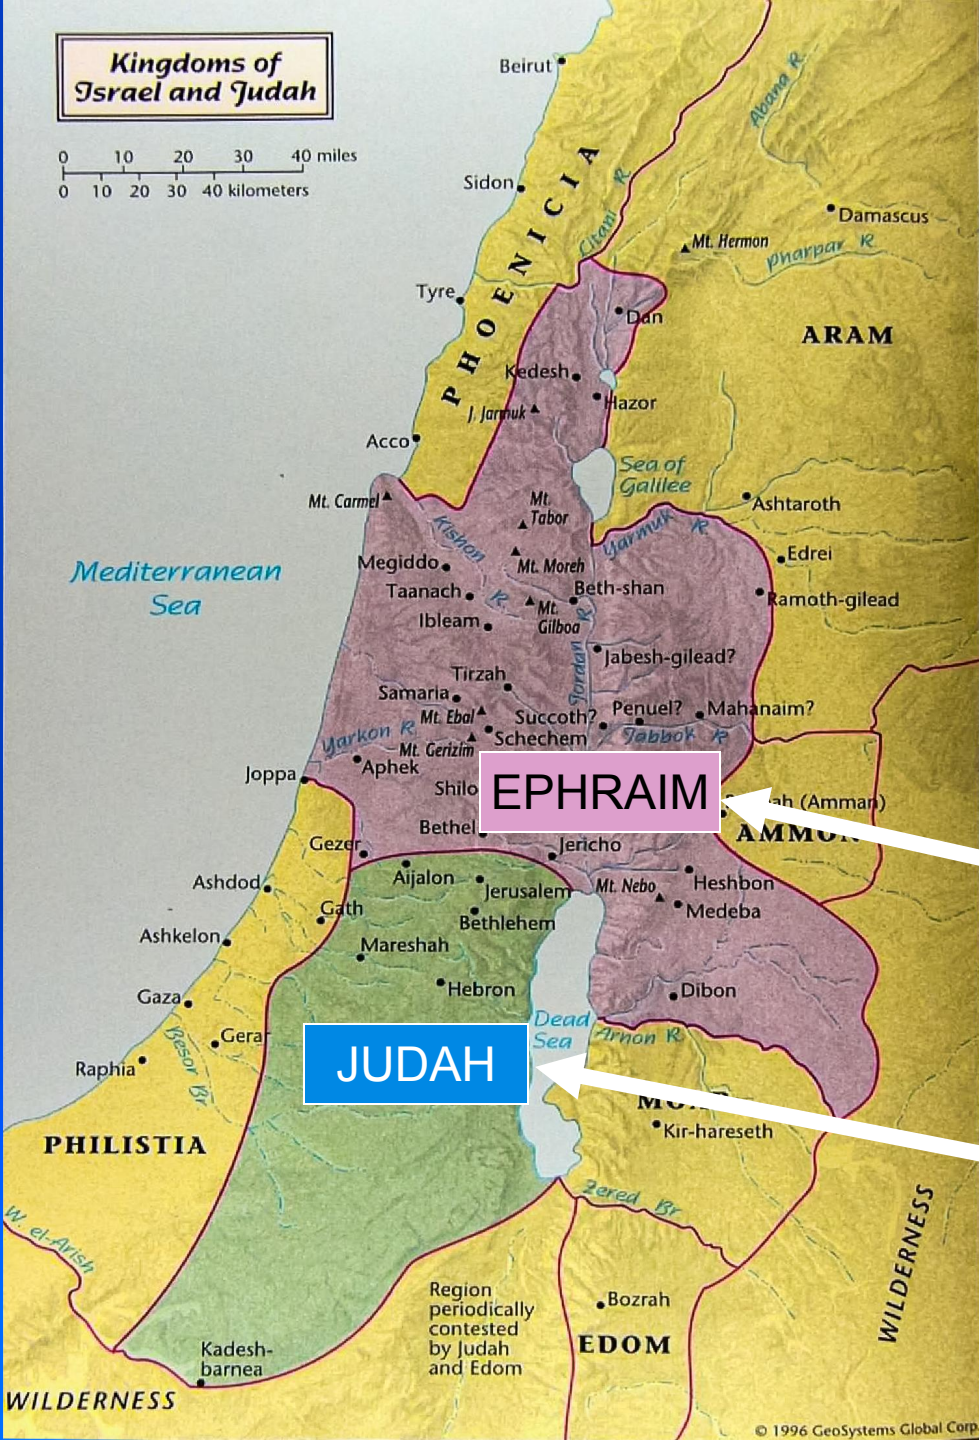 Kingdoms of
Israel and Judah
0 10 20 30 40 miles
0 10 20 30 40 kilometers
Beirut
Abana R.
Sidon
PHOENICIA
Litani R.
Damascus
Mt. Hermon
Pharpar R.
Tyre
Dan
ARAM
Kedesh
Hazor
J. Jarmuk
Acco
Sea of
Galilee
Mt. Carmel
Mt.
Tabor
Ashtaroth
Kishon R.
Yarmuk R.
Mediterranean
Sea
Megiddo
Mt. Moreh
Edrei
Taanach
Beth-shan
Ramoth-gilead
Mt.
Gilboa
Ibleam
Jordan R.
Jabesh-gilead?
Tirzah
Samaria
Mt. Ebal
Succoth?
Penuel?
Mahanaim?
Yarkon R.
Schechem
Jabbok R.
Mt. Gerizim
Aphek
Joppa
Shilo
EPHRAIM
(Amman)
AMMON
Bethel
Gezer
Jericho
Aijalon
Ashdod
Jerusalem
Mt. Nebo
Heshbon
Gath
Bethlehem
Medeba
Ashkelon
Mareshah
Hebron
Dibon
Gaza
Dead
Sea
Arnon R.
Gerar
Besor Br
JUDAH
Raphia
Kir-hareseth
PHILISTIA
Zered Br
W. el-Arish
WILDERNESS
Region
periodically
contested
by Judah
and Edom
Bozrah
EDOM
Kadesh-
barnea
WILDERNESS
© 1996 GeoSystems Global Corp